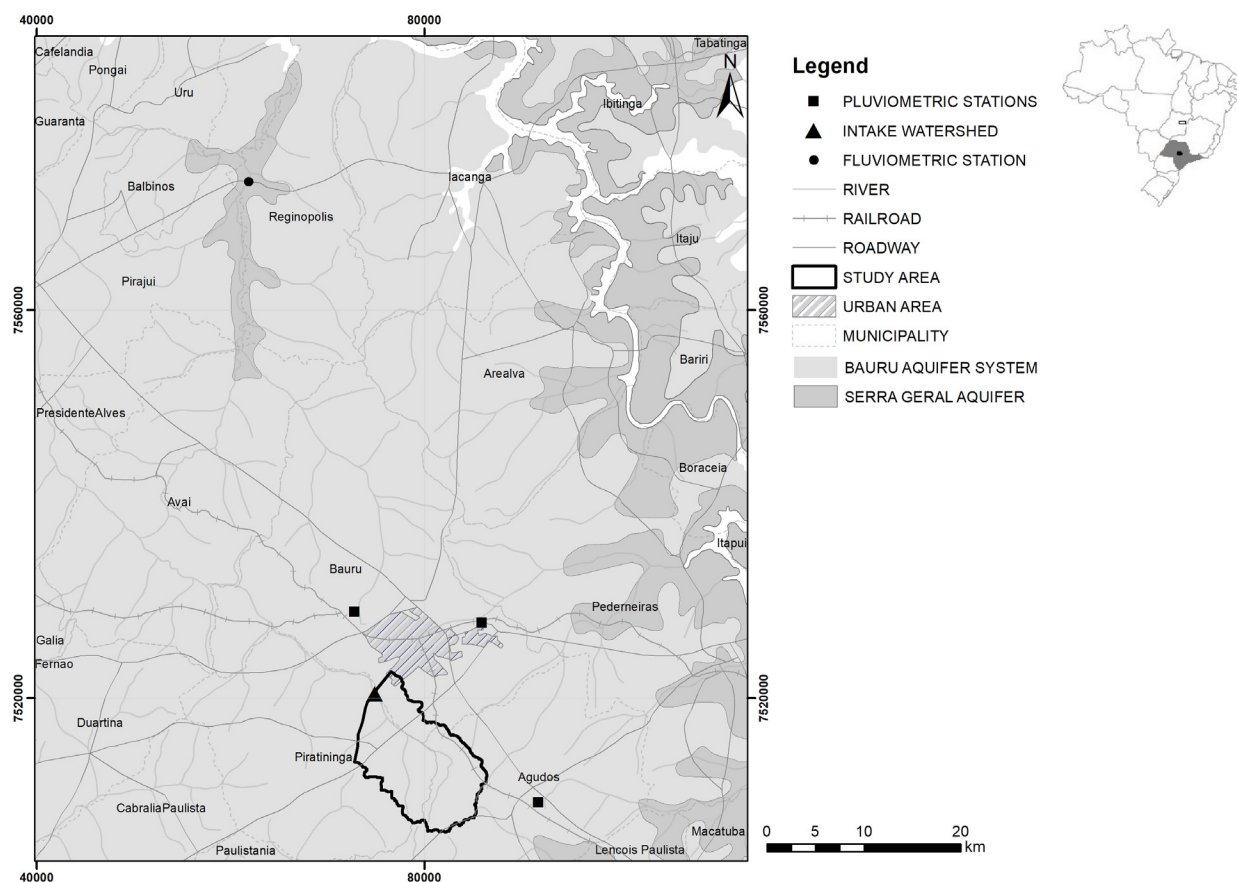 40000
80000
Cafelandia
Pongai
Uru
Guaranta
Balbinos
Reginopolis
Pirajui
Iacanga
Tabatinga
N
Ibitinga
Itaju
7560000
7560000
Bariri
Arealva
PresidenteAlves
Avai
Boraceia
Itapui
Bauru
Pederneiras
Galia
Fernao
7520000
7520000
Duartina
Piratininga
Agudos
CabraliaPaulista
Macatuba
Paulistania
Lencois Paulista
40000
80000
Legend
PLUVIOMETRIC STATIONS
INTAKE WATERSHED
FLUVIOMETRIC STATION
RIVER
RAILROAD
ROADWAY
STUDY AREA
URBAN AREA
MUNICIPALITY
BAURU AQUIFER SYSTEM
SERRA GERAL AQUIFER
0 5 10 20
km